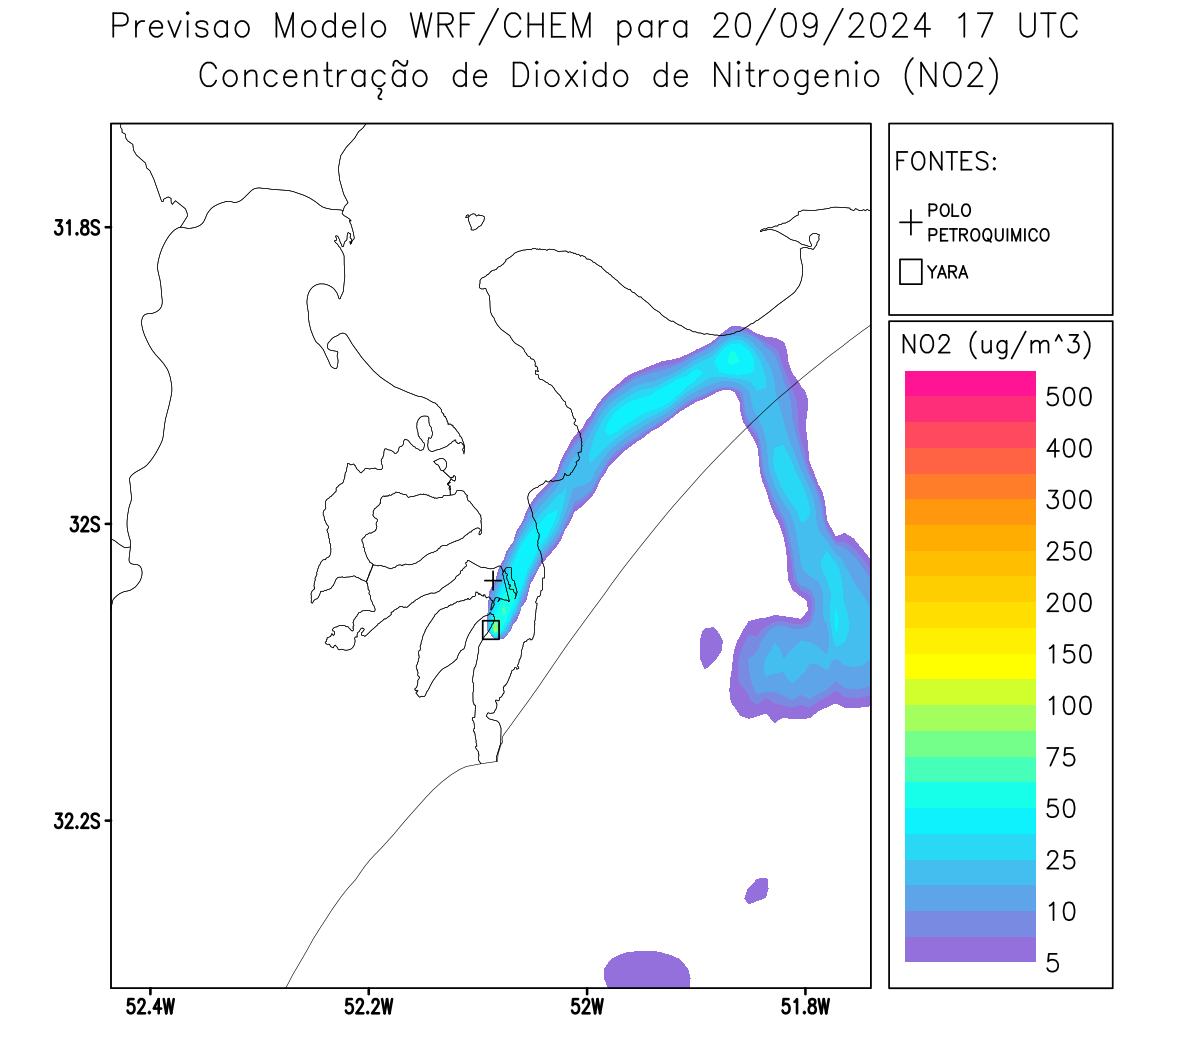 Previsao Modelo WRF/CHEM para 20/09/2024 17 UTC
Concentração de Dioxido de Nitrogenio (NO2)
FONTES:
POLO
PETROQUIMICO
YARA
NO2 (ug/m^3)
500
400
300
250
200
150
100
75
50
25
10
5
31.8S
32S
32.2S
52.4W
52.2W
52W
51.8W